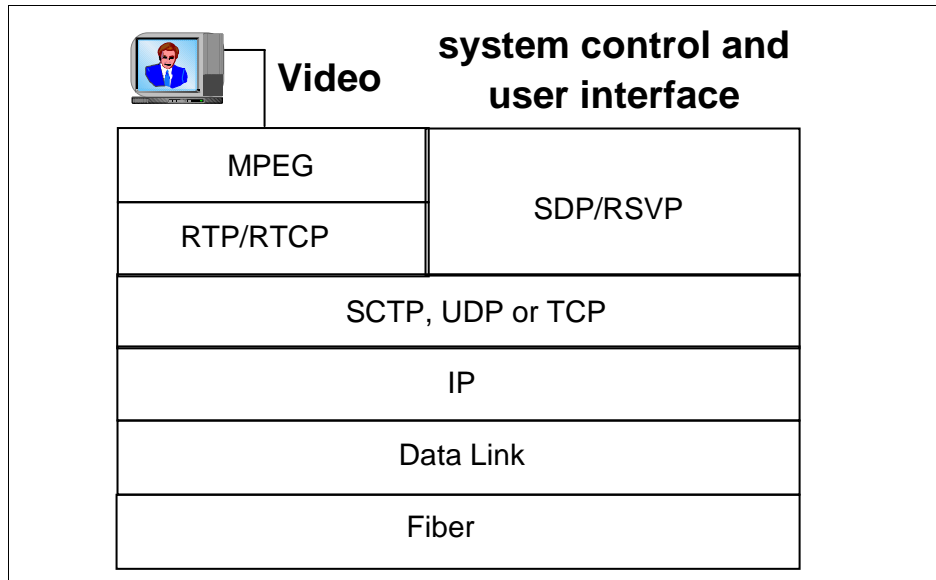 Video
system control and
user interface
MPEG
RTP/RTCP
SDP/RSVP
SCTP, UDP or TCP
IP
Data Link
Fiber